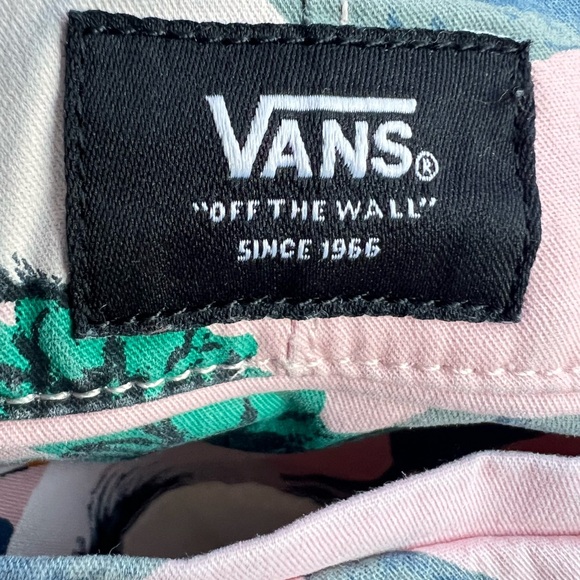 VANS®
"OFF THE WALL"
SINCE 1966